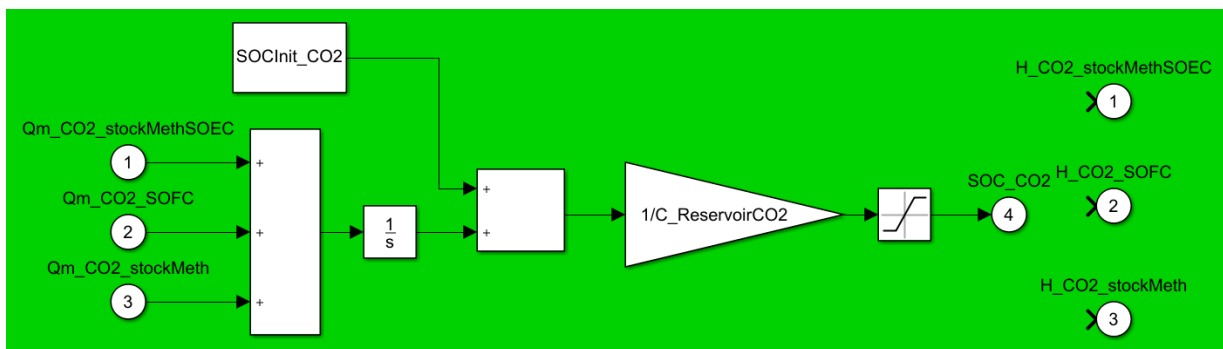 SOCInit_CO2
H_CO2_stockMethSOEC
1
Qm_CO2_stockMethSOEC
1
+
Qm_CO2_SOFC
2
+
Qm_CO2_stockMeth
3
+
1
s
+
+
1/C_ReservoirCO2
SOC_CO2
4
H_CO2_SOFC
2
H_CO2_stockMeth
3